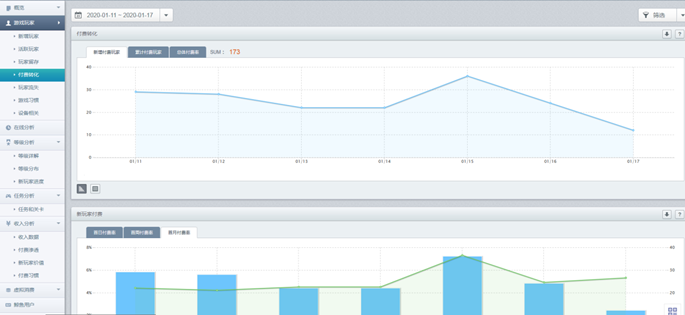 概览
游戏玩家
新增玩家
活跃玩家
玩家留存
付费转化
玩家流失
游戏习惯
设备相关
在线分析
等级分析
等级详解
等级分布
新玩家进度
任务分析
任务和关卡
收入分析
收入数据
付费渗透
新玩家价值
付费习惯
虚拟消费
鲸鱼用户
2020-01-11 ~ 2020-01-17
筛选
付费转化
新增付费玩家 累计付费玩家 总体付费率 SUM： 173
40
30
20
10
0
01/11 01/12 01/13 01/14 01/15 01/16 01/17
新玩家付费
首日付费率 首周付费率 首月付费率
8% 40
6% 30
4% 20